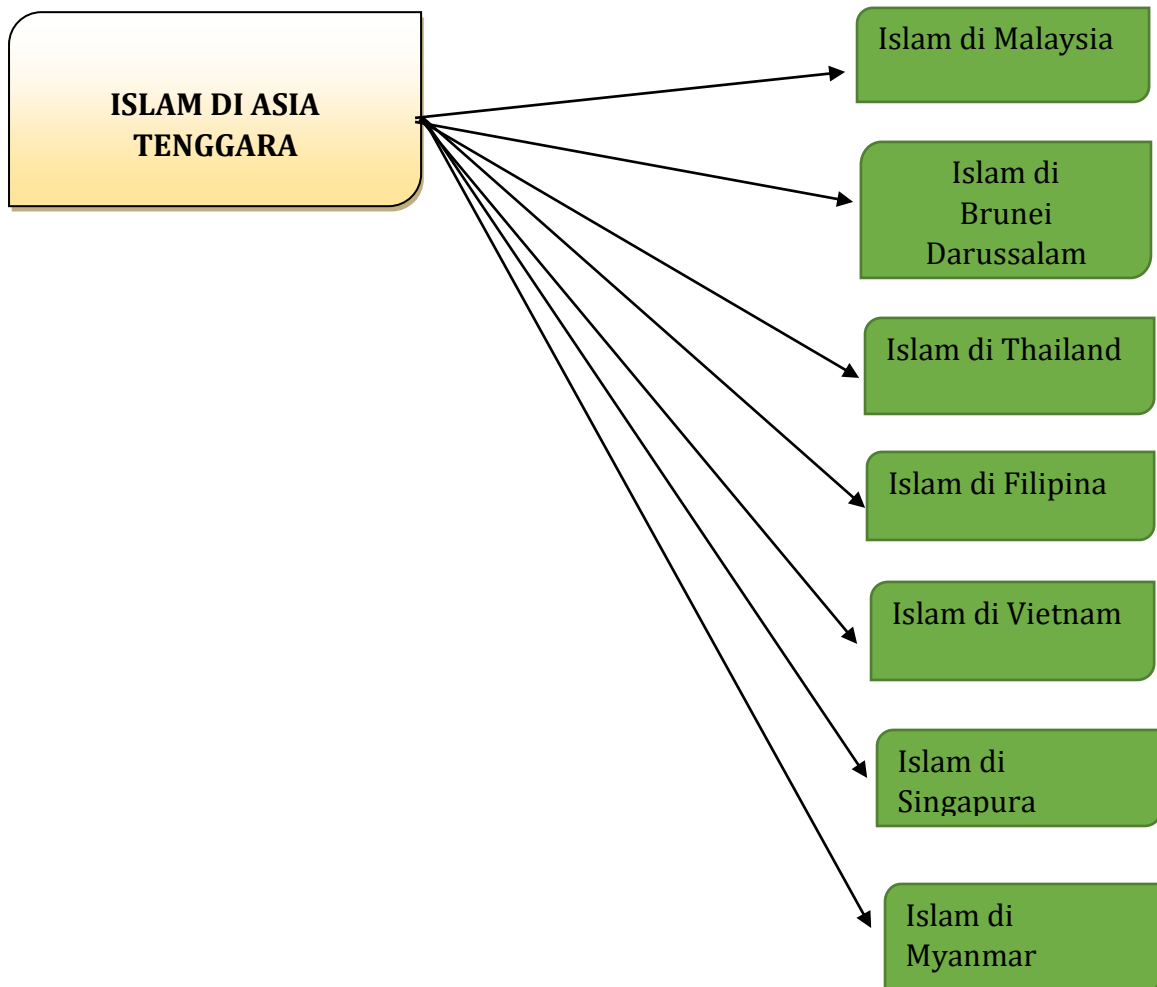 ISLAM DI ASIA
TENGGARA
Islam di Malaysia
Islam di
Brunei
Darussalam
Islam di Thailand
Islam di Filipina
Islam di Vietnam
Islam di
Singapura
Islam di
Myanmar